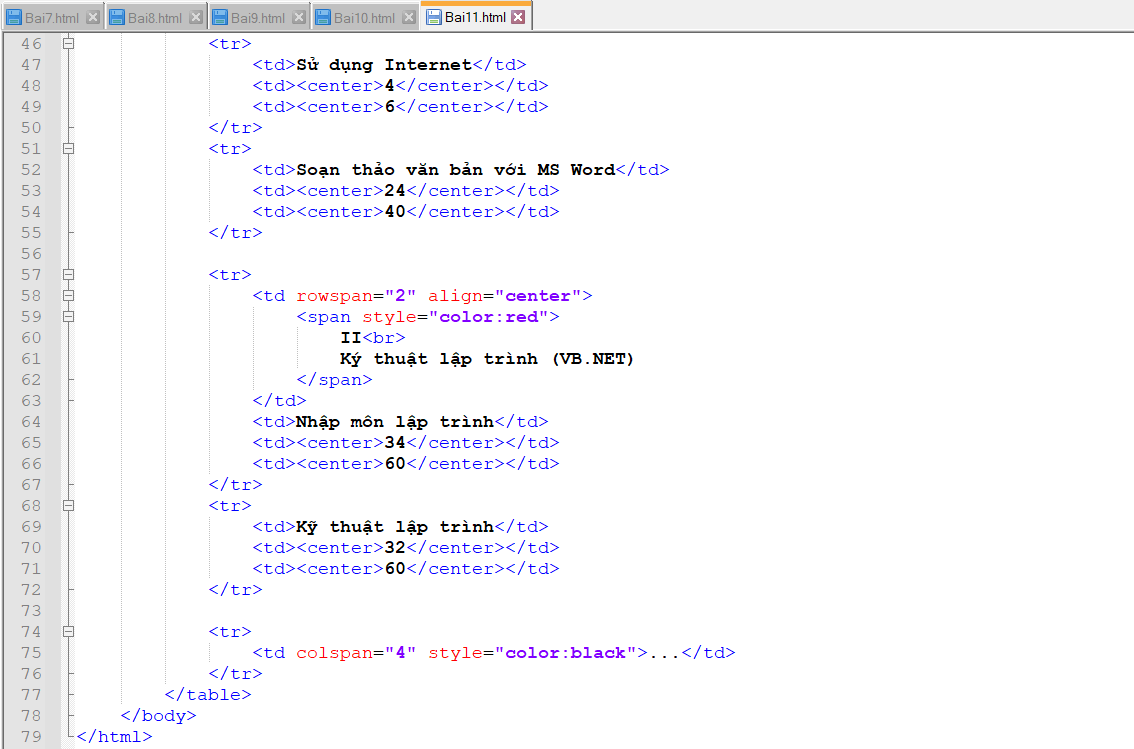 Bai7.html Bai8.html Bai9.html Bai10.html Bai11.html
46 <tr>
47 <td>Sử dụng Internet</td>
48 <td><center>4</center></td>
49 <td><center>6</center></td>
50 </tr>
51 <tr>
52 <td>Soạn thảo văn bản với MS Word</td>
53 <td><center>24</center></td>
54 <td><center>40</center></td>
55 </tr>
56
57 <tr>
58 <td rowspan="2" align="center">
59 <span style="color:red">
60 II<br>
61 Ký thuật lập trình (VB.NET)
62 </span>
63 </td>
64 <td>Nhập môn lập trình</td>
65 <td><center>34</center></td>
66 <td><center>60</center></td>
67 </tr>
68 <tr>
69 <td>Kỹ thuật lập trình</td>
70 <td><center>32</center></td>
71 <td><center>60</center></td>
72 </tr>
73
74 <tr>
75 <td colspan="4" style="color:black">...</td>
76 </tr>
77 </table>
78 </body>
79 </html>